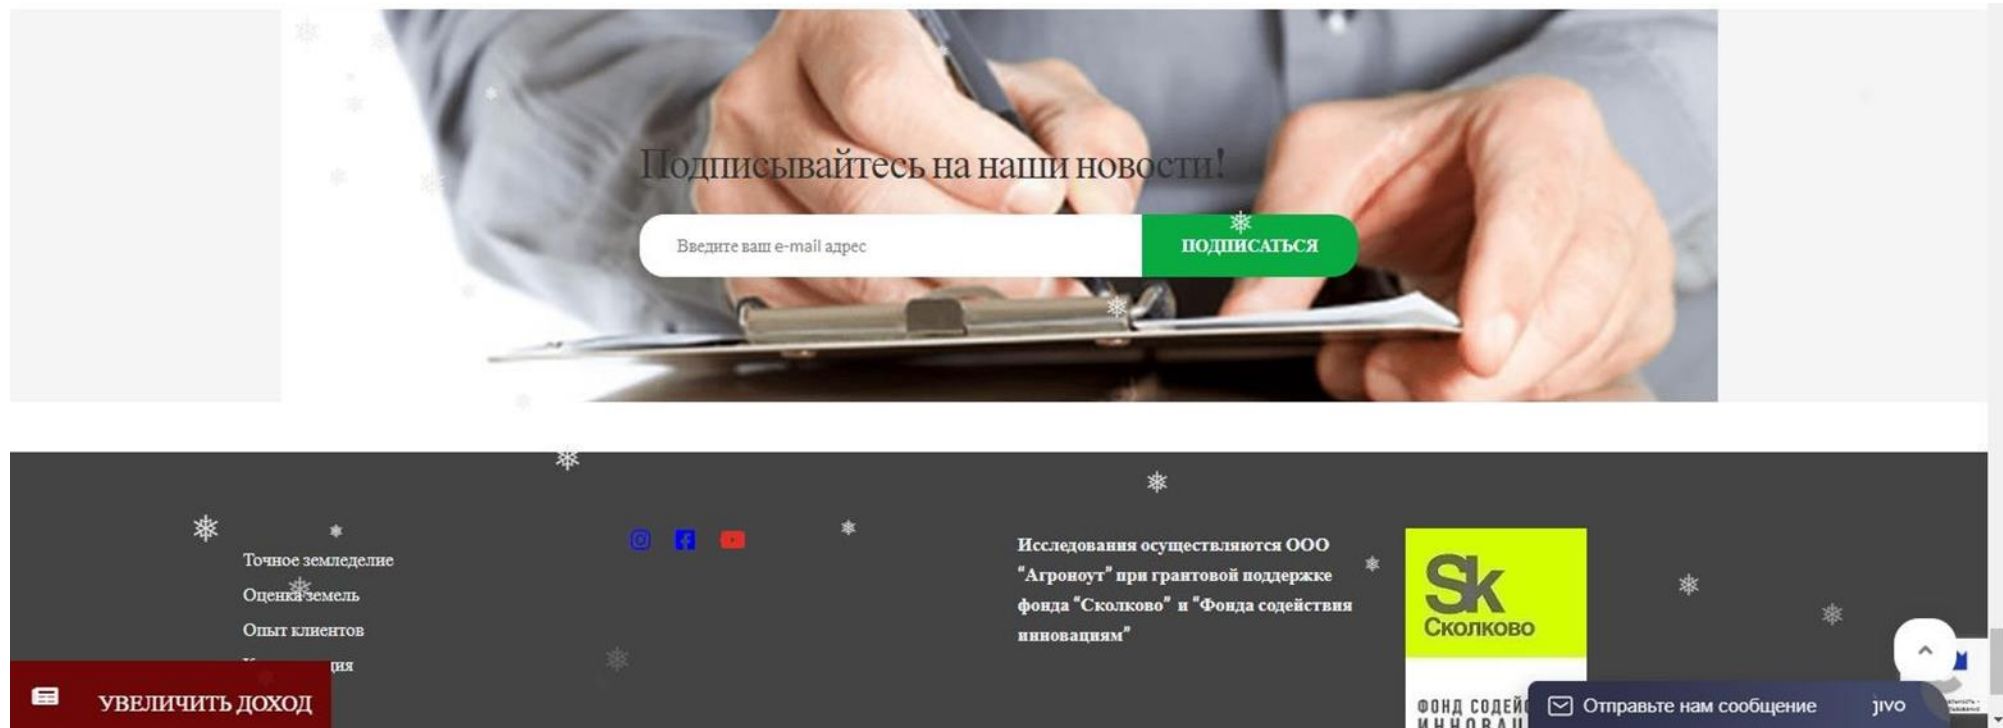 Подписывайтесь на наши новости!
Введите ваш e-mail адрес
ПОДПИСАТЬСЯ
Точное земледелие
Оценка земель
Опыт клиентов
УВЕЛИЧИТЬ ДОХОД
Исследования осуществляются ООО
“Агроноут” при грантовой поддержке
фонда “Сколково” и “Фонда содействия
инновациям”
Sk
Сколково
ФОНД
Отправьте нам сообщение
jivo